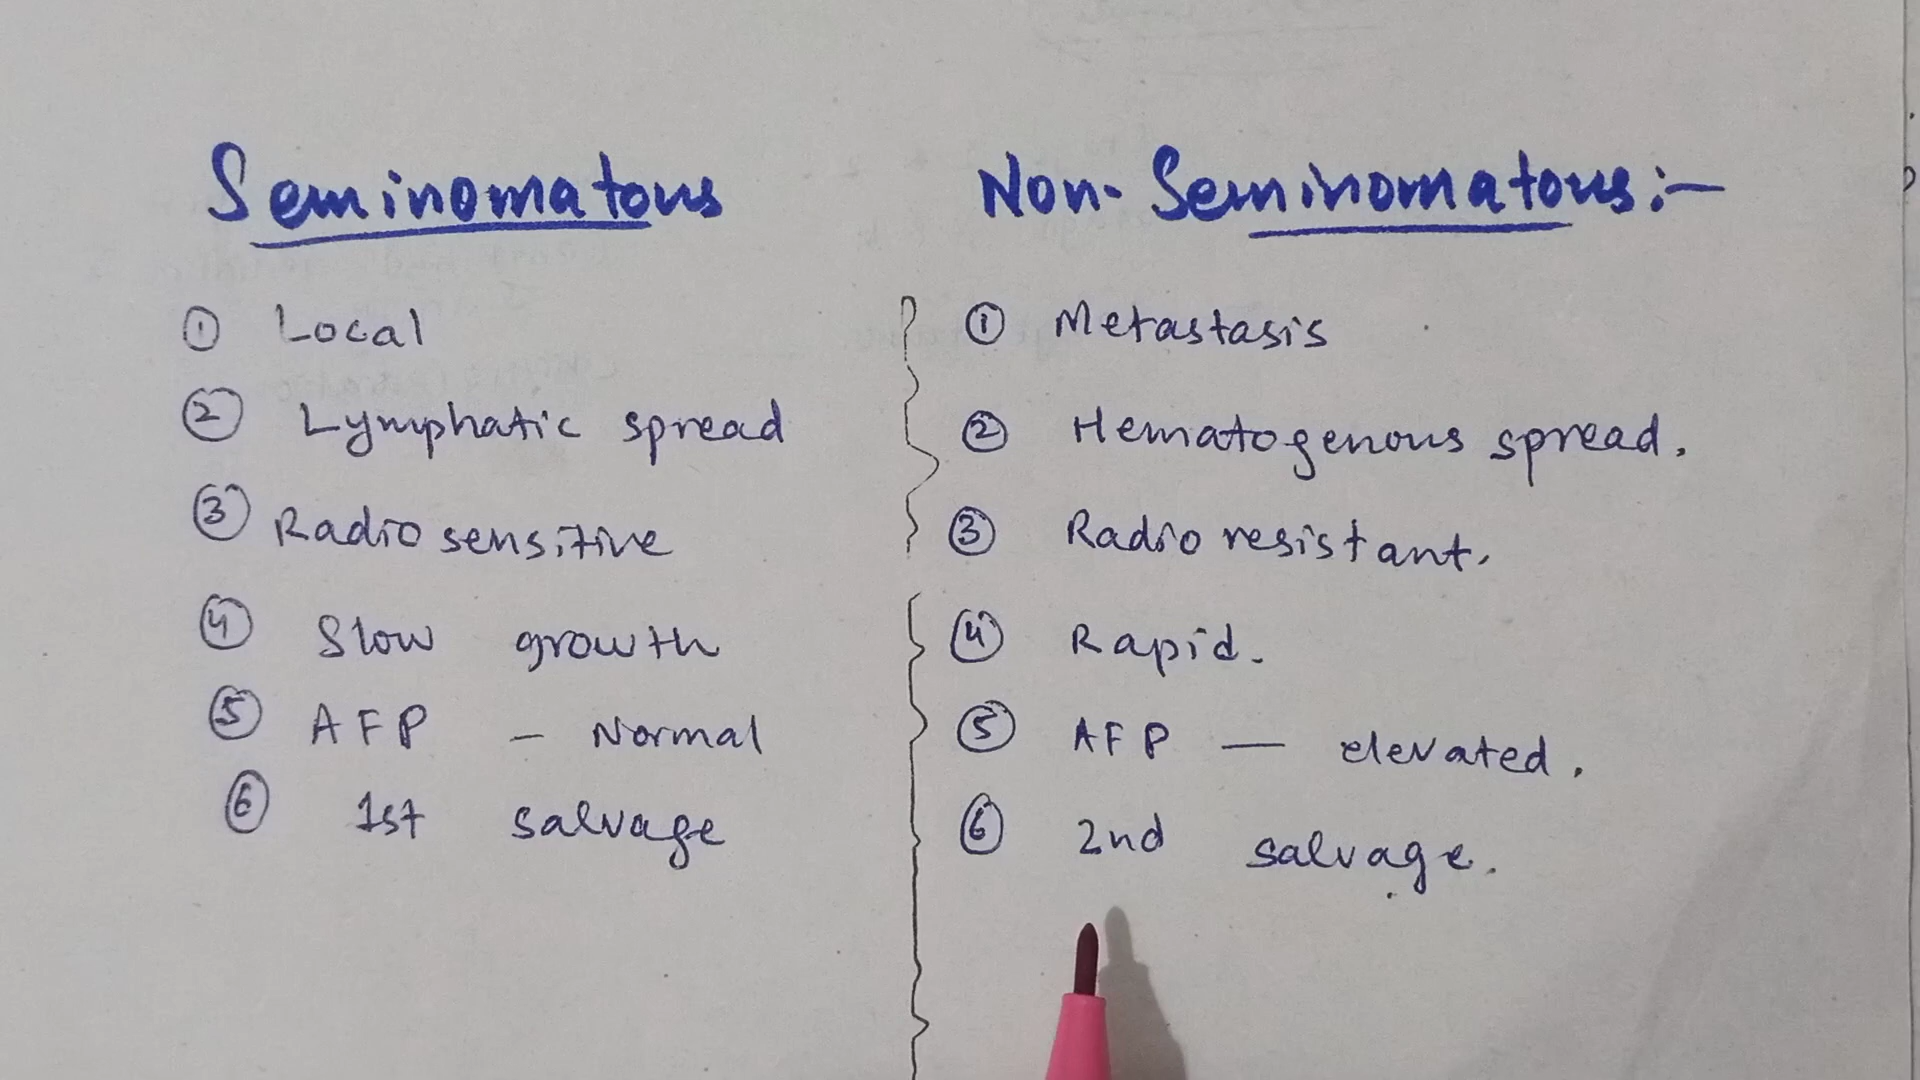 Seminomatous
① Local
② Lymphatic spread
③ Radio sensitive
④ Slow growth
⑤ AFP - Normal
⑥ 1st salvage
Non-Seminomatous:-
① Metastasis
② Hematogenous spread.
③ Radio resistant.
④ Rapid.
⑤ AFP — elevated.
⑥ 2nd salvage.